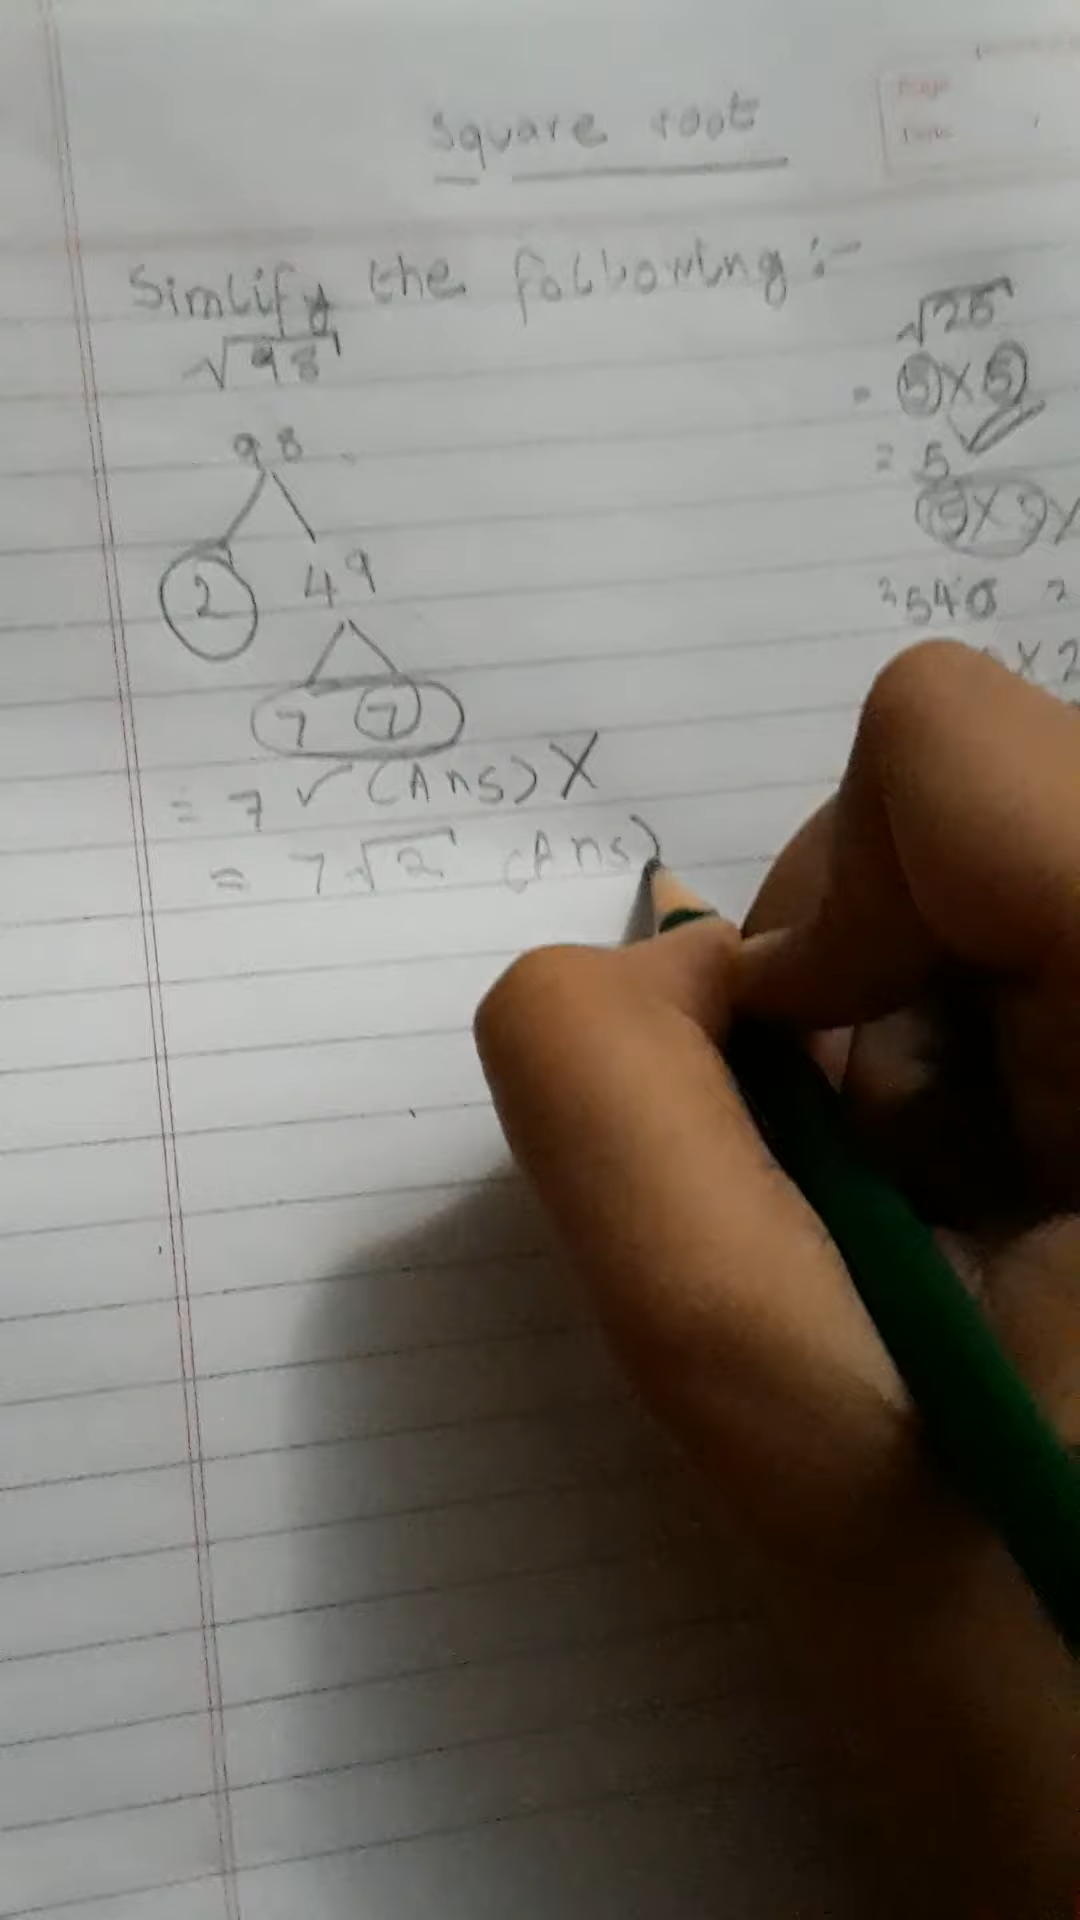 Square root
Simlify the following :-
√98
98
2 49
7 7
= 7 ✓ (Ans) X
= 7√2 (Ans)
√25
= 5 X 5
= 5